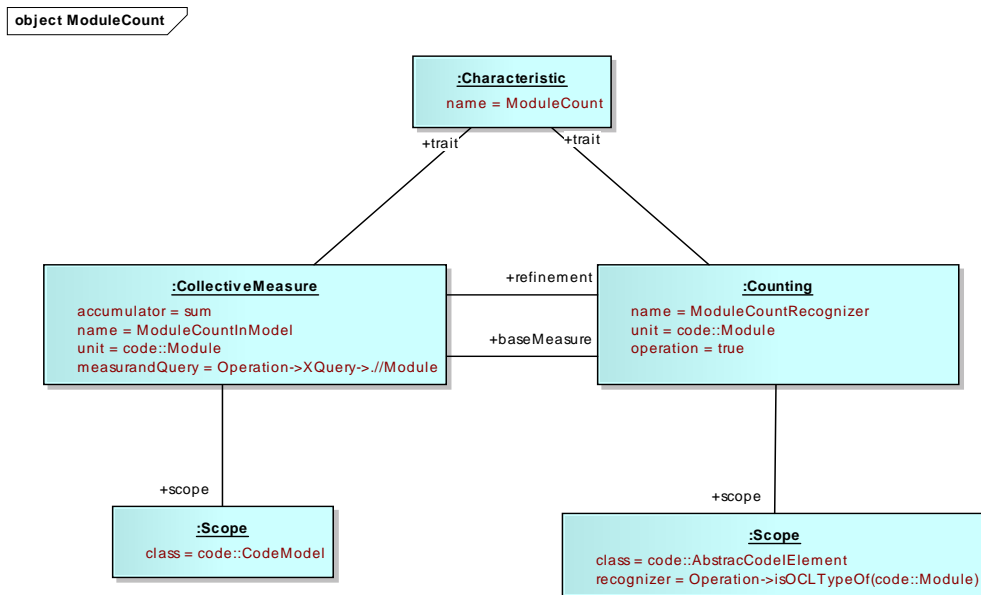 object ModuleCount
:Characteristic
name = ModuleCount
+trait
+trait
+refinement
+baseMeasure
:CollectiveMeasure
accumulator = sum
name = ModuleCountInModel
unit = code::Module
measurandQuery = Operation->XQuery->.//Module
:Counting
name = ModuleCountRecognizer
unit = code::Module
operation = true
+scope
+scope
:Scope
class = code::CodeModel
:Scope
class = code::AbstracCodelElement
recognizer = Operation->isOCLTypeOf(code::Module)